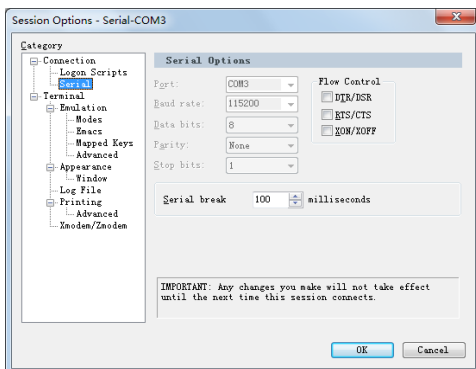 Session Options - Serial-COM3
Category
Connection
Logon Scripts
Serial
Terminal
Emulation
Modes
Emacs
Mapped Keys
Advanced
Appearance
Window
Log File
Printing
Advanced
Xmodem/Zmodem
Serial Options
Port: COM3
Baud rate: 115200
Data bits: 8
Parity: None
Stop bits: 1
Flow Control
DTR/DSR
RTS/CTS
XON/XOFF
Serial break 100 milliseconds
IMPORTANT: Any changes you make will not take effect
until the next time this session connects.
OK Cancel